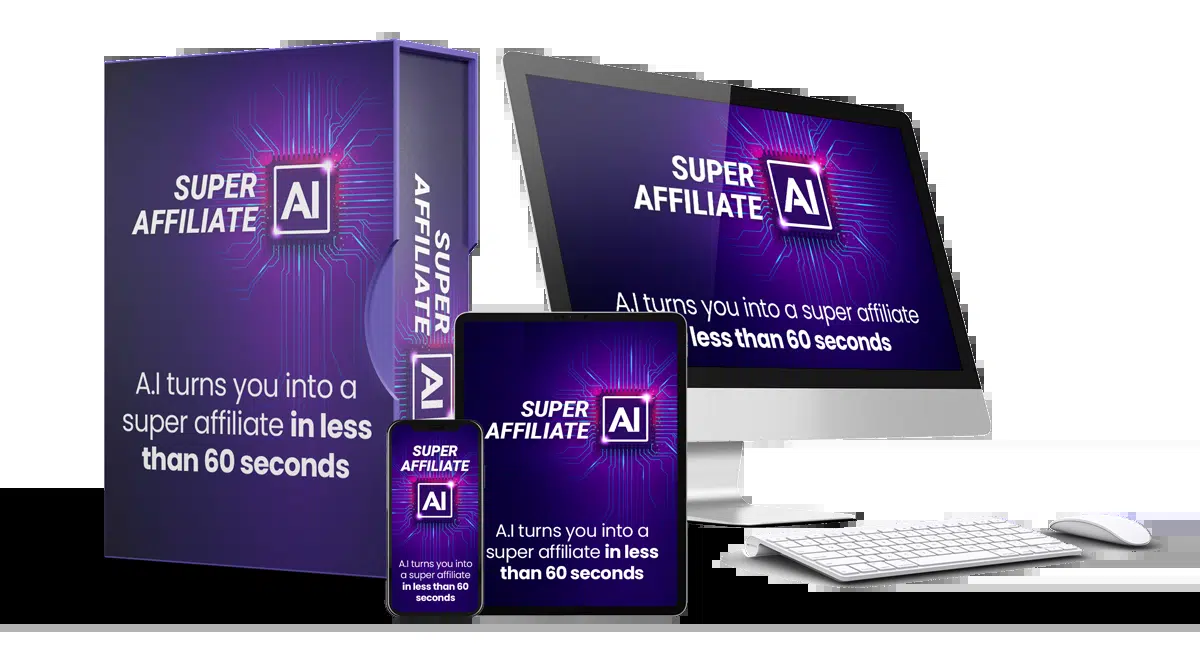 SUPER
AFFILIATE
AI
A.I turns you into a
super affiliate in less
than 60 seconds
SUPER
AFFILIATE
AI
SUPER
AFFILIATE
AI
A.I turns you into a super affiliate
less than 60 seconds
SUPER
AFFILIATE
AI
A.I turns you into a
super affiliate in less
than 60 seconds
SUPER
AFFILIATE
AI
A.I turns you into
a super affiliate
in less than 60
seconds